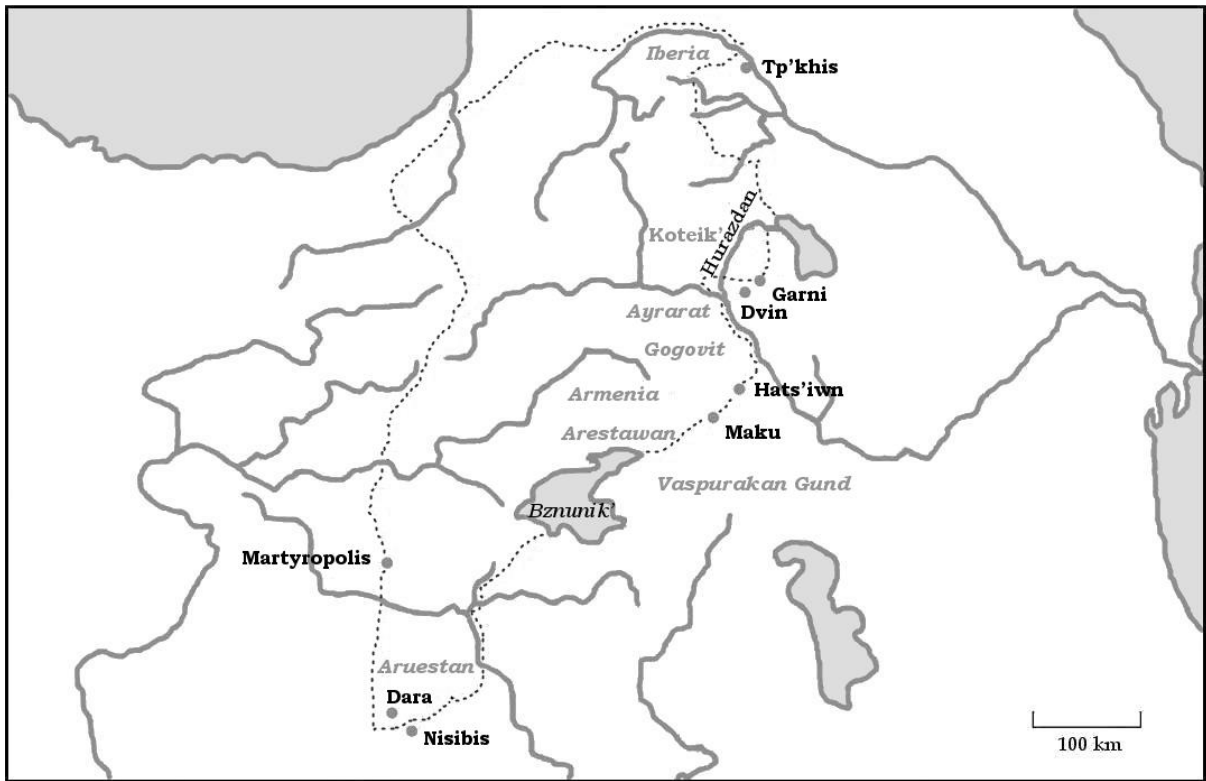 Iberia
Tp'khis
Hurazdan
Koteik'
Garni
Dvin
Ayrarat
Gogovit
Hats'iwn
Armenia
Maku
Arestawan
Vaspurakan Gund
Bznunik'
Martyropolis
Aruestan
Dara
Nisibis
100 km